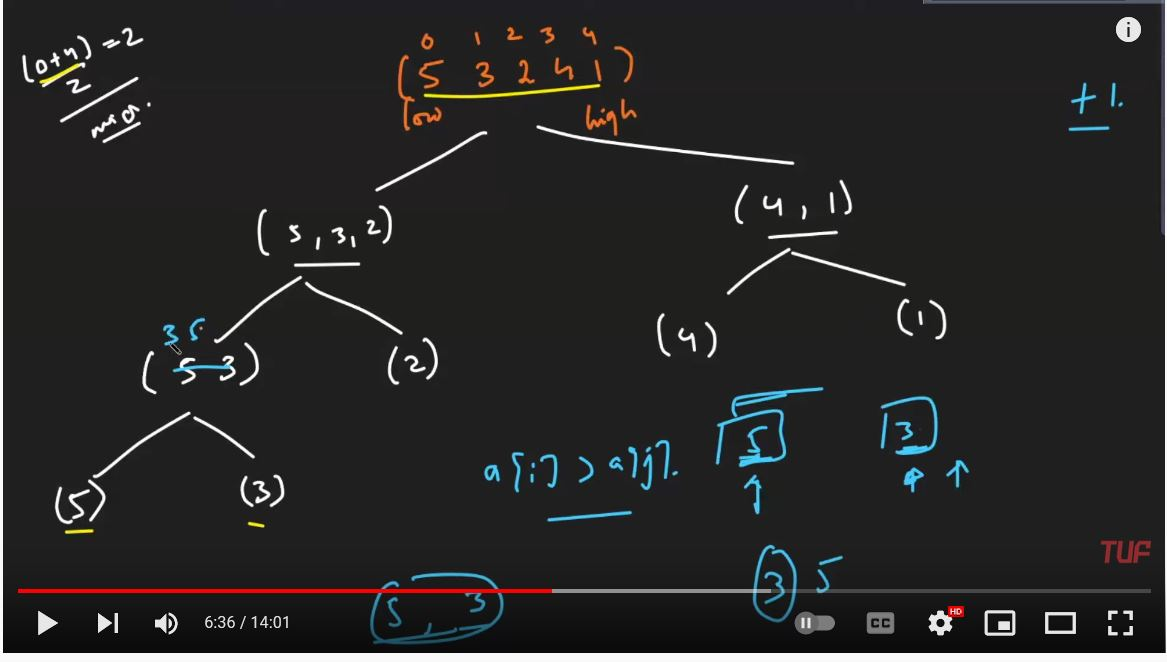 (0+4) = 2
2
0 1 2 3 4
( 5 3 2 4 1 )
low high
+ 1.
( 5 , 3, 2 )
( 4 , 1 )
3 5
( 5 3 )
( 2 )
( 4 )
( 1 )
( 5 )
( 3 )
a[i] > a[j].
5
3
5 , 3
3 5
TUF
6:36 / 14:01
CC
HD